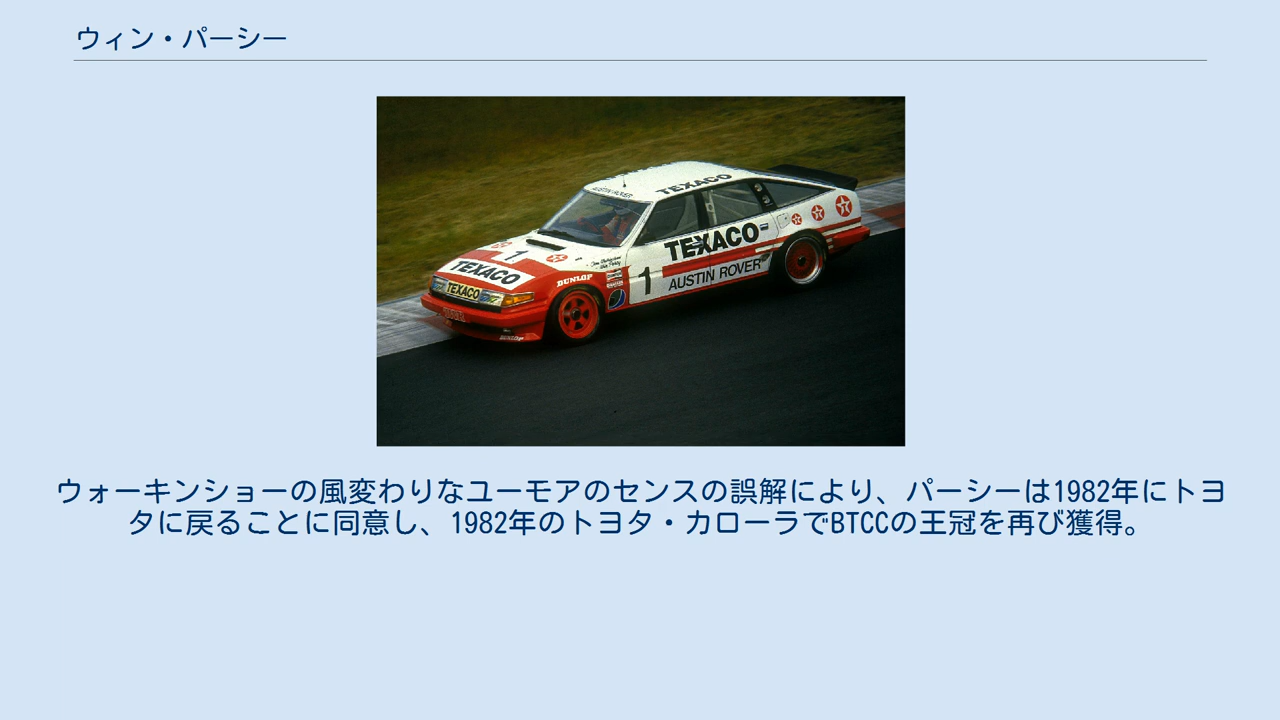 ウィン・パーシー
AUSTIN ROVER
TEXACO
1
TEXACO
TEXACO
DUNLOP
1
TEXACO
AUSTIN ROVER
DUNLOP
ウォーキンショーの風変わりなユーモアのセンスの誤解により、パーシーは1982年にトヨ
タに戻ることに同意し、1982年のトヨタ・カローラでBTCCの王冠を再び獲得。